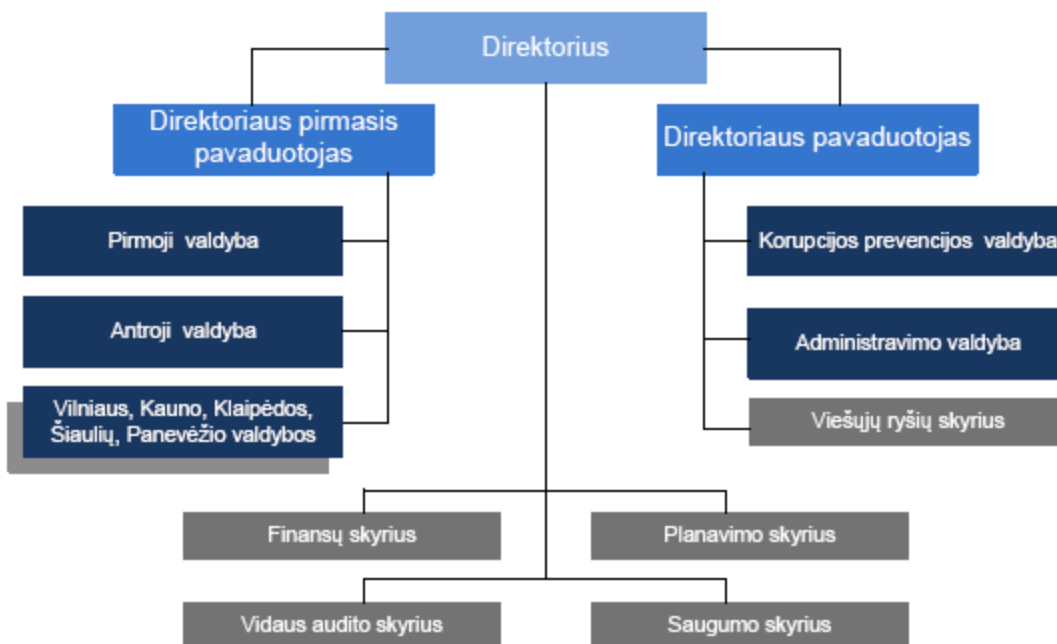 Direktorius
Direktoriaus pirmasis
pavaduotojas
Direktoriaus pavaduotojas
Pirmoji valdyba
Korupcijos prevencijos valdyba
Antroji valdyba
Administravimo valdyba
Vilniaus, Kauno, Klaipėdos,
Šiaulių, Panevėžio valdybos
Viešųjų ryšių skyrius
Finansų skyrius
Planavimo skyrius
Vidaus audito skyrius
Saugumo skyrius